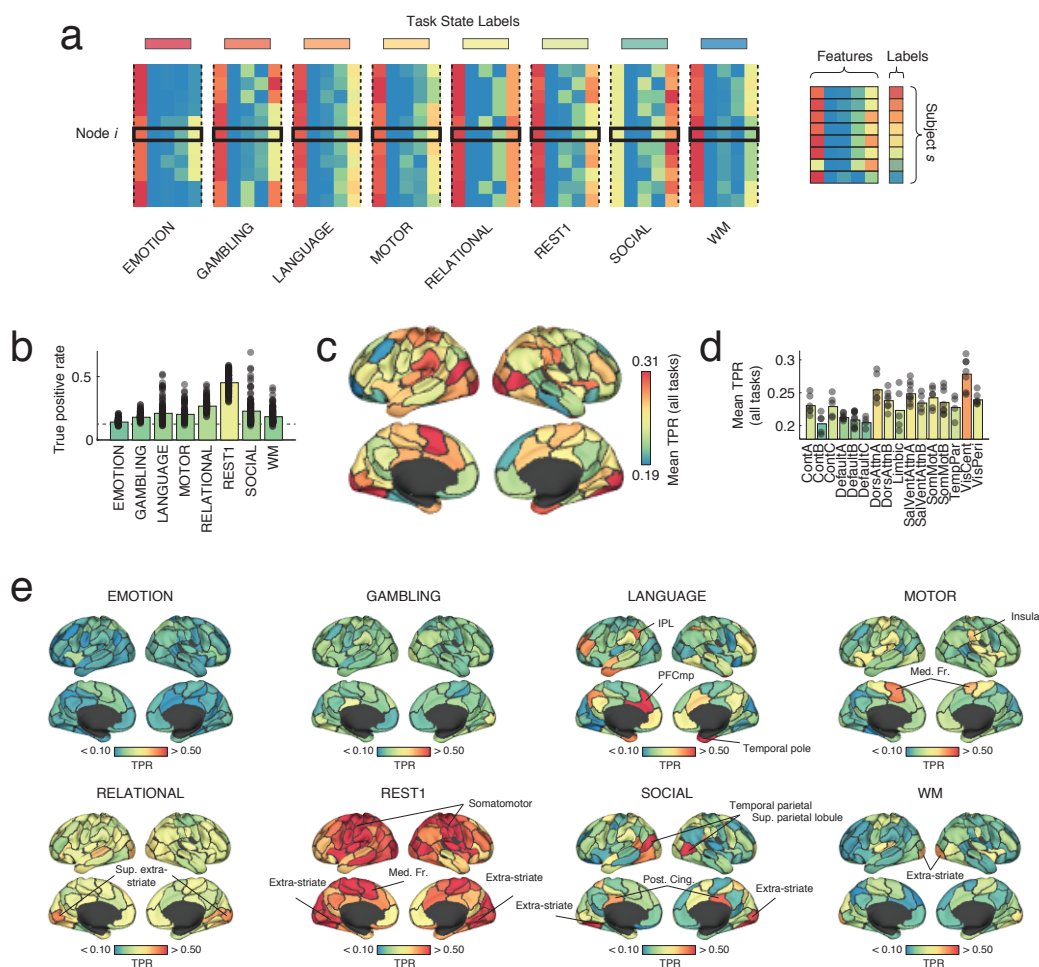 a
Task State Labels
Features
Labels
Subject s
Node i
EMOTION
GAMBLING
LANGUAGE
MOTOR
RELATIONAL
REST1
SOCIAL
WM
b
True positive rate
0.5
0
EMOTION
GAMBLING
LANGUAGE
MOTOR
RELATIONAL
REST1
SOCIAL
WM
c
0.31
Mean TPR (all tasks)
0.19
d
Mean TPR
(all tasks)
0.3
0.25
0.2
ContA
ContB
ContC
DefaultA
DefaultB
DefaultC
DorsAttnA
DorsAttnB
Limbic
SalVentAttnA
SalVentAttnB
SomMotA
SomMotB
TempPar
VisCent
VisPeri
e
EMOTION
< 0.10 > 0.50
TPR
GAMBLING
< 0.10 > 0.50
TPR
LANGUAGE
IPL
PFCmp
Temporal pole
< 0.10 > 0.50
TPR
MOTOR
Insula
Med. Fr.
< 0.10 > 0.50
TPR
RELATIONAL
Sup. extra-
striate
< 0.10 > 0.50
TPR
REST1
Somatomotor
Extra-striate
Med. Fr.
Extra-striate
< 0.10 > 0.50
TPR
SOCIAL
Temporal parietal
Sup. parietal lobule
Post. Cing.
Extra-striate
Extra-striate
< 0.10 > 0.50
TPR
WM
Extra-striate
< 0.10 > 0.50
TPR